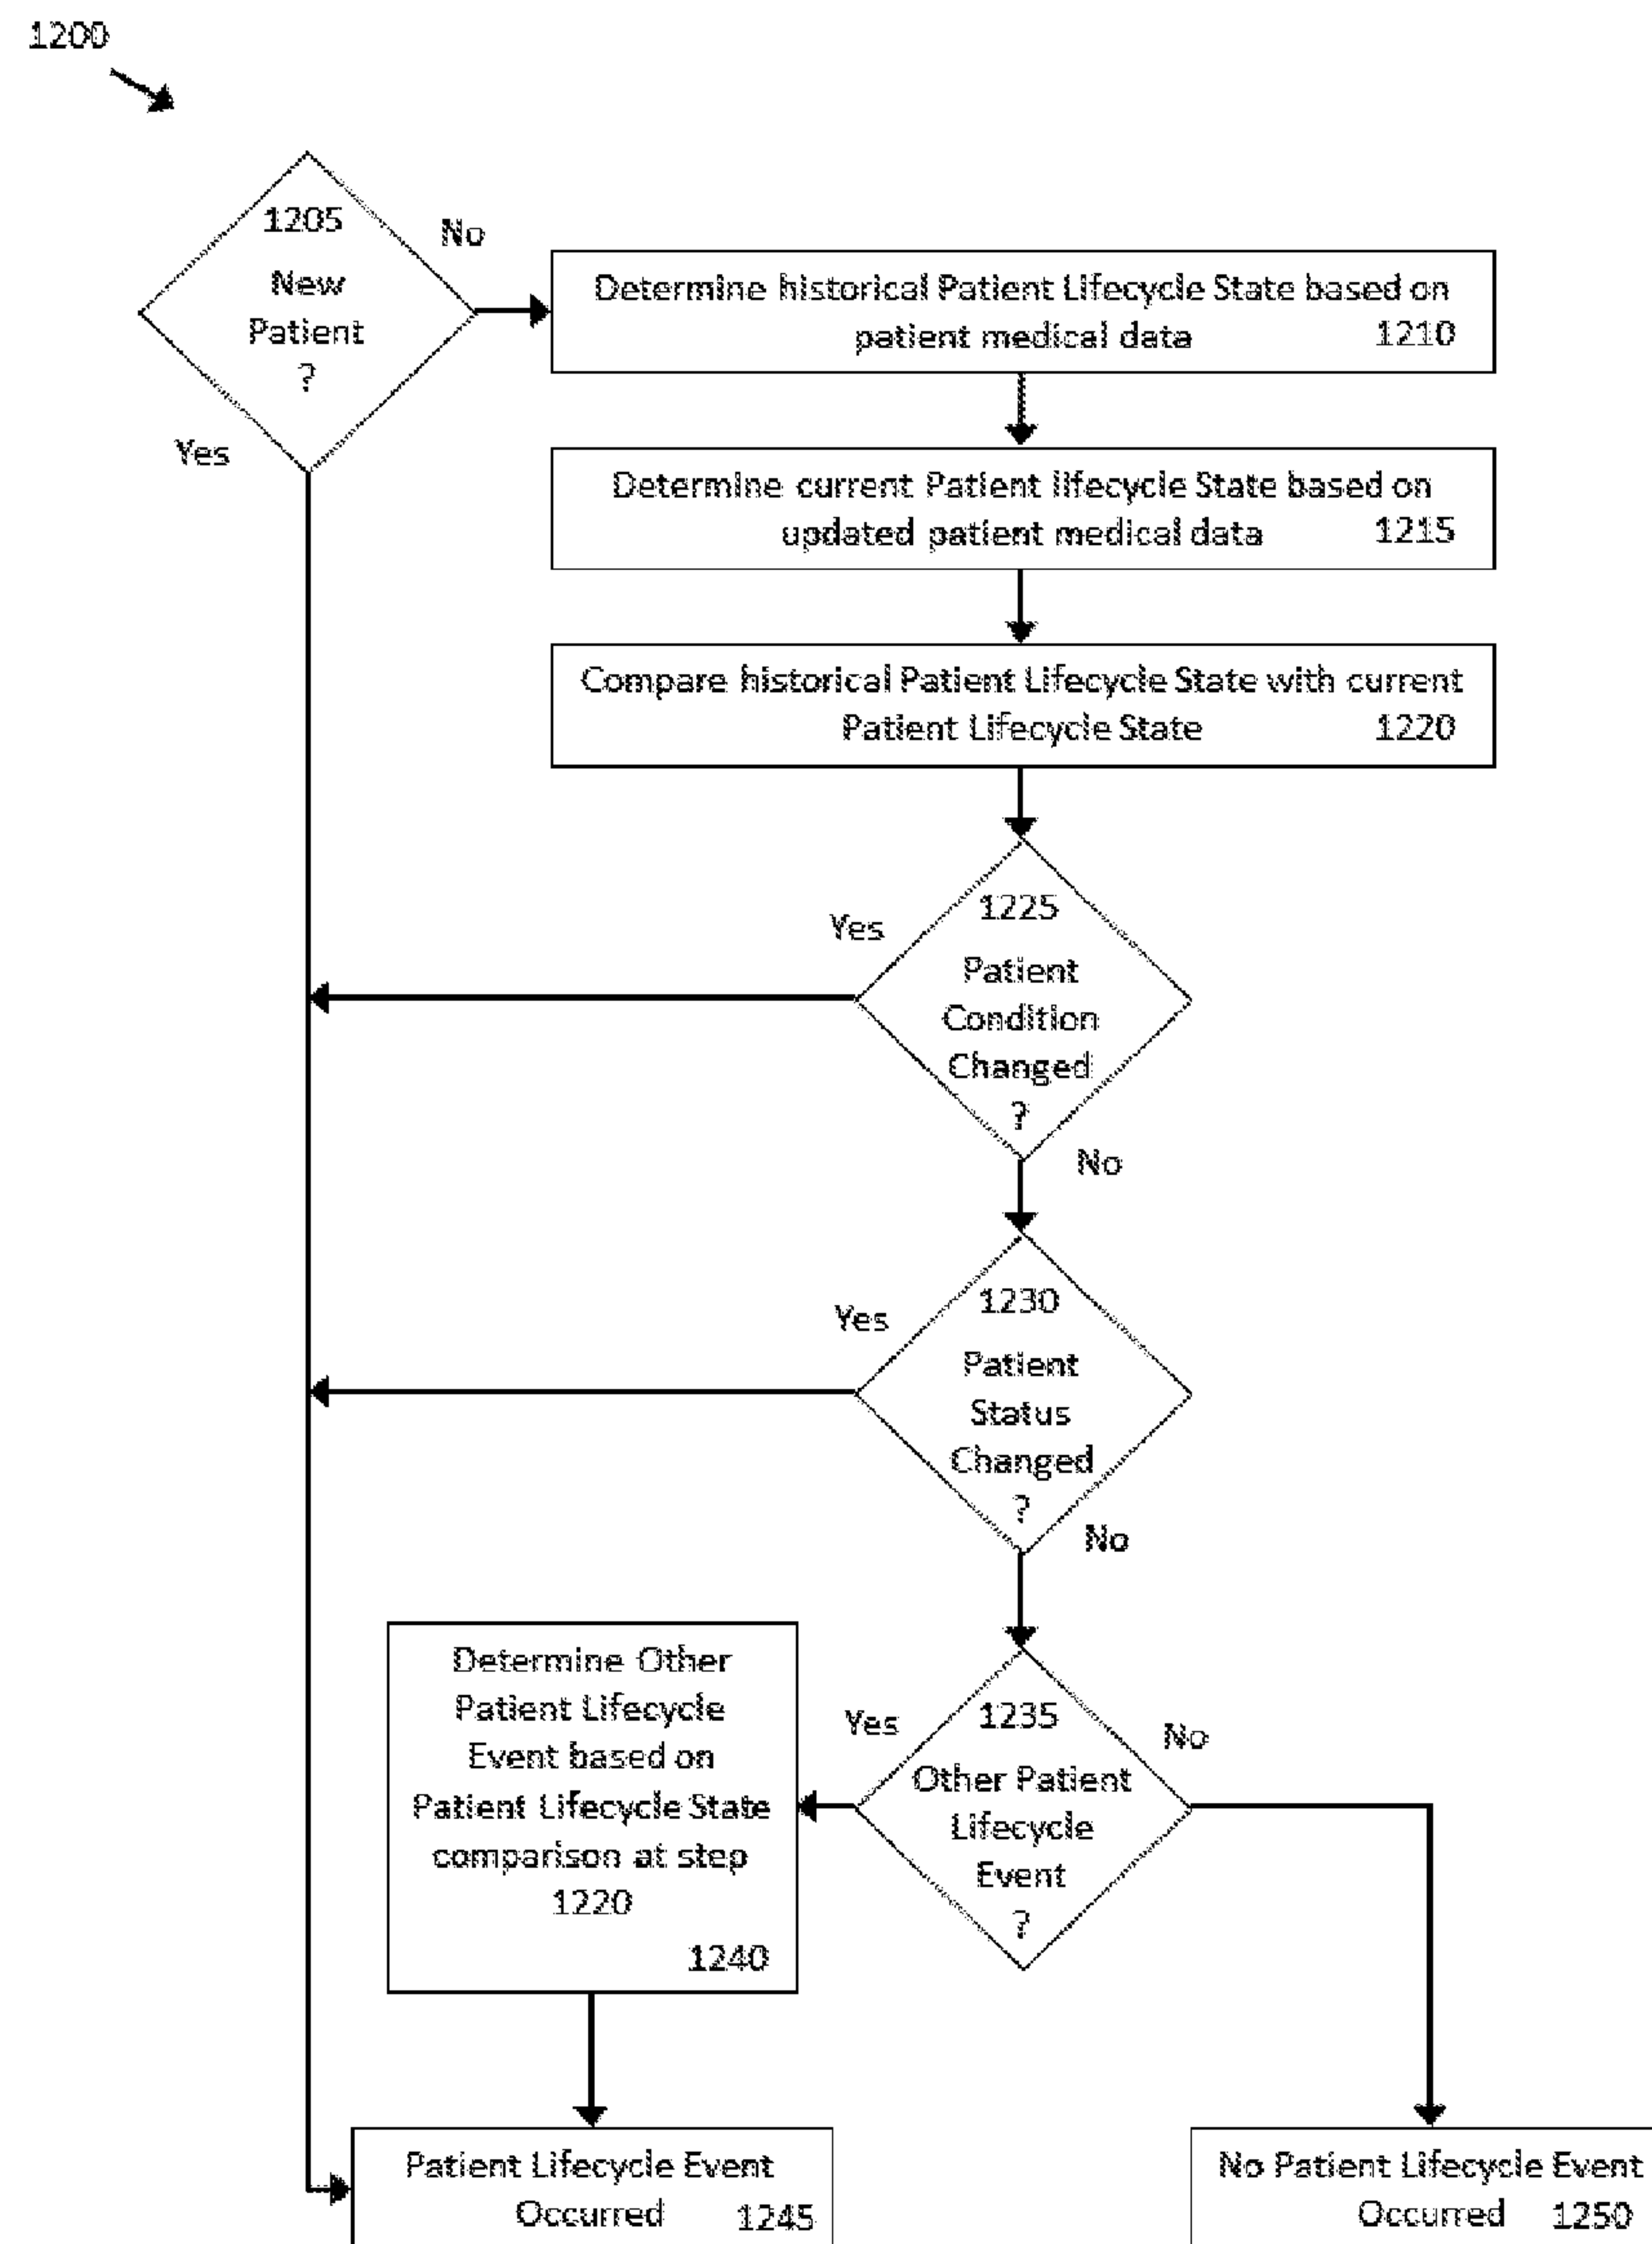 1200
1205
New
Patient
?
No
Yes
Determine historical Patient Lifecycle State based on
patient medical data 1210
Determine current Patient lifecycle State based on
updated patient medical data 1215
Compare historical Patient Lifecycle State with current
Patient Lifecycle State 1220
Yes
1225
Patient
Condition
Changed
?
No
Yes
1230
Patient
Status
Changed
?
No
Determine Other
Patient Lifecycle
Event based on
Patient Lifecycle State
comparison at step
1220
1240
Yes
1235
Other Patient
Lifecycle
Event
?
No
Patient Lifecycle Event
Occurred 1245
No Patient Lifecycle Event
Occurred 1250